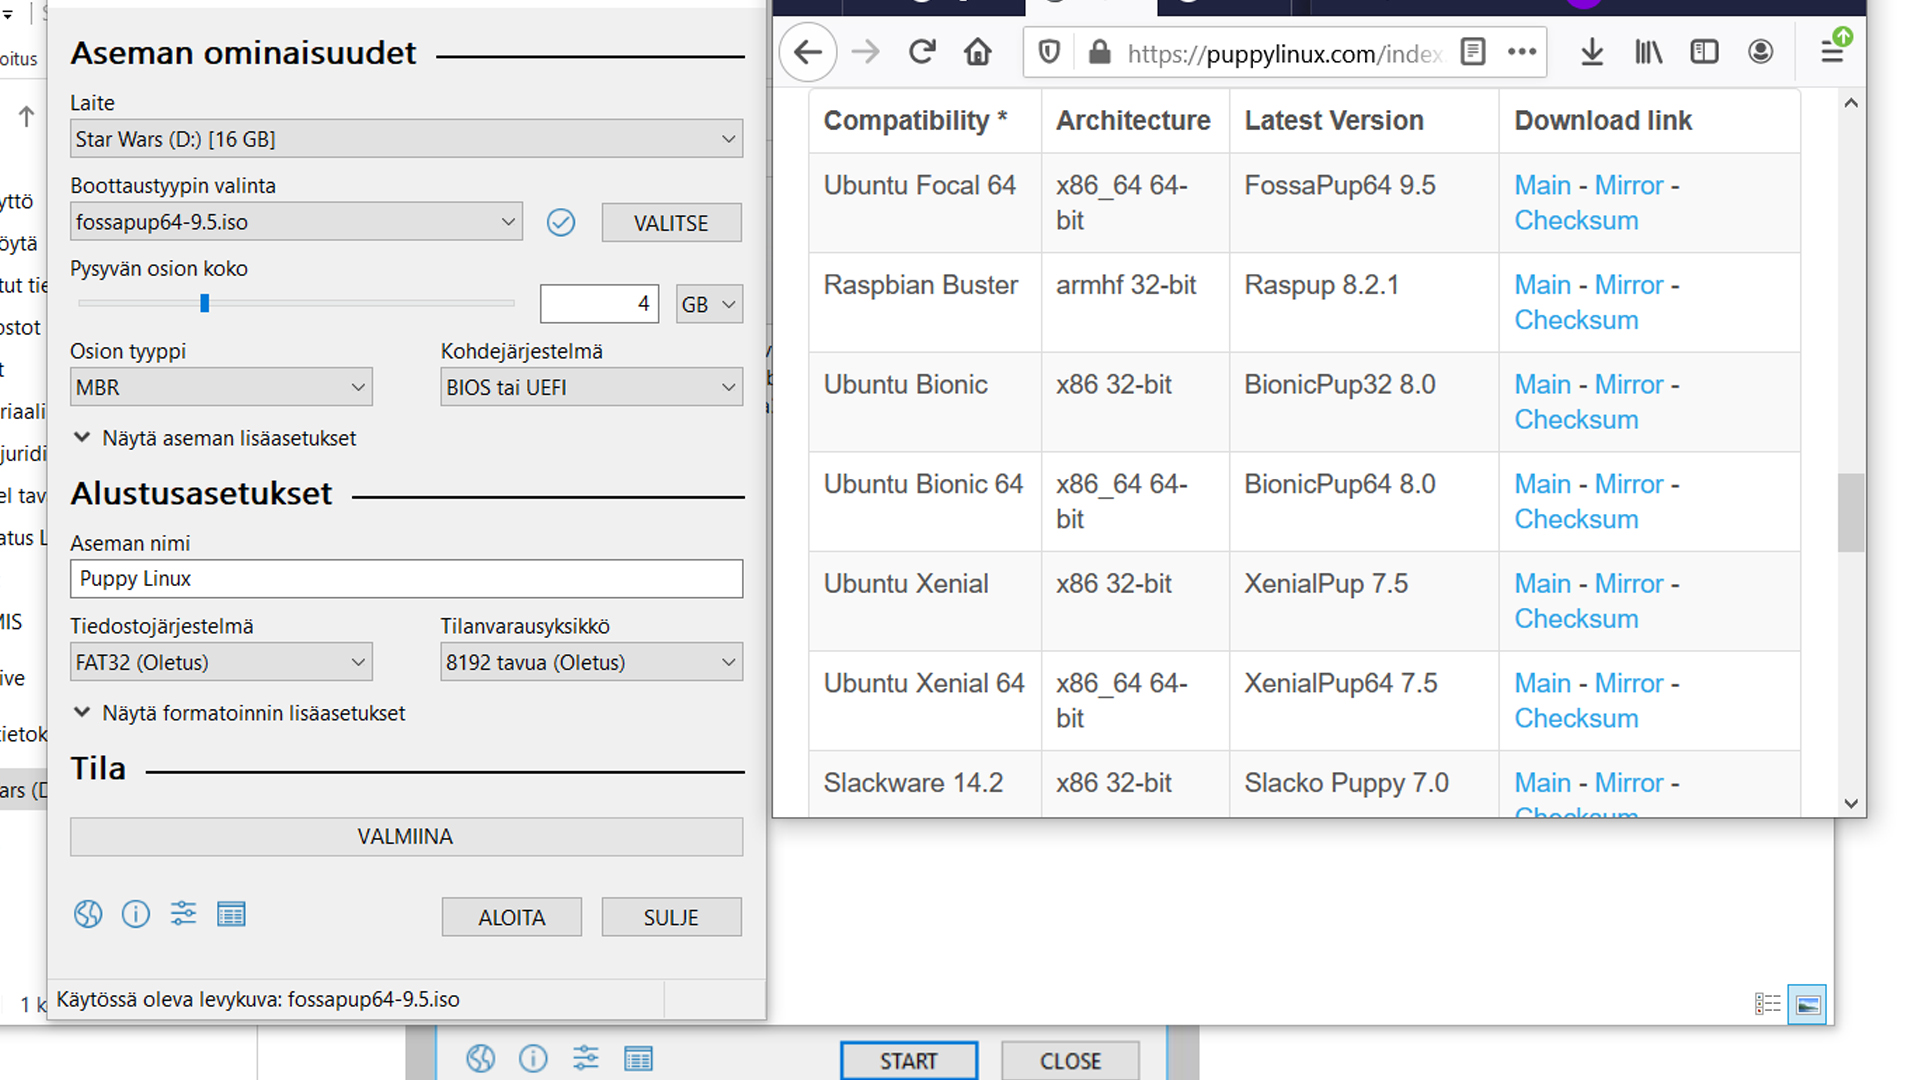 oitus
yttö
öytä
tut tie
ostot
t
riaali
juridi
el tav
atus L
MIS
ive
tietok
ars (D
1 k
Aseman ominaisuudet
Laite
Star Wars (D:) [16 GB]
Boottaustyypin valinta
fossapup64-9.5.iso
VALITSE
Pysyvän osion koko
4 GB
Osion tyyppi Kohdejärjestelmä
MBR BIOS tai UEFI
Näytä aseman lisäasetukset
Alustusasetukset
Aseman nimi
Puppy Linux
Tiedostojärjestelmä Tilanvarausyksikkö
FAT32 (Oletus) 8192 tavua (Oletus)
Näytä formatoinnin lisäasetukset
Tila
VALMIINA
ALOITA SULJE
Käytössä oleva levykuva: fossapup64-9.5.iso
https://puppylinux.com/index.
Compatibility * Architecture Latest Version Download link
Ubuntu Focal 64 x86_64 64- FossaPup64 9.5 Main - Mirror -
bit Checksum
Raspbian Buster armhf 32-bit Raspup 8.2.1 Main - Mirror -
Checksum
Ubuntu Bionic x86 32-bit BionicPup32 8.0 Main - Mirror -
Checksum
Ubuntu Bionic 64 x86_64 64- BionicPup64 8.0 Main - Mirror -
bit Checksum
Ubuntu Xenial x86 32-bit XenialPup 7.5 Main - Mirror -
Checksum
Ubuntu Xenial 64 x86_64 64- XenialPup64 7.5 Main - Mirror -
bit Checksum
Slackware 14.2 x86 32-bit Slacko Puppy 7.0 Main - Mirror -
Checksum
START CLOSE